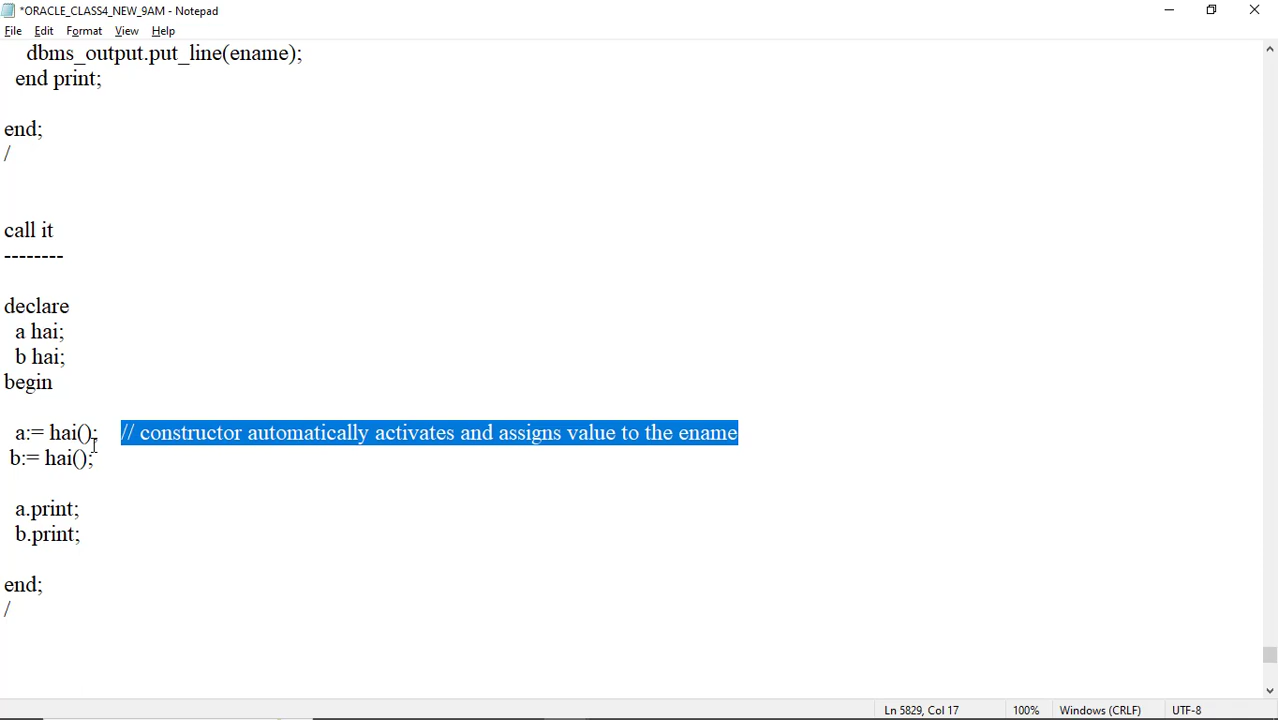 *ORACLE_CLASS4_NEW_9AM - Notepad
File Edit Format View Help
dbms_output.put_line(ename);
end print;
end;
/
call it
--------
declare
a hai;
b hai;
begin
a:= hai(); // constructor automatically activates and assigns value to the ename
b:= hai();
a.print;
b.print;
end;
/
Ln 5829, Col 17 100% Windows (CRLF) UTF-8